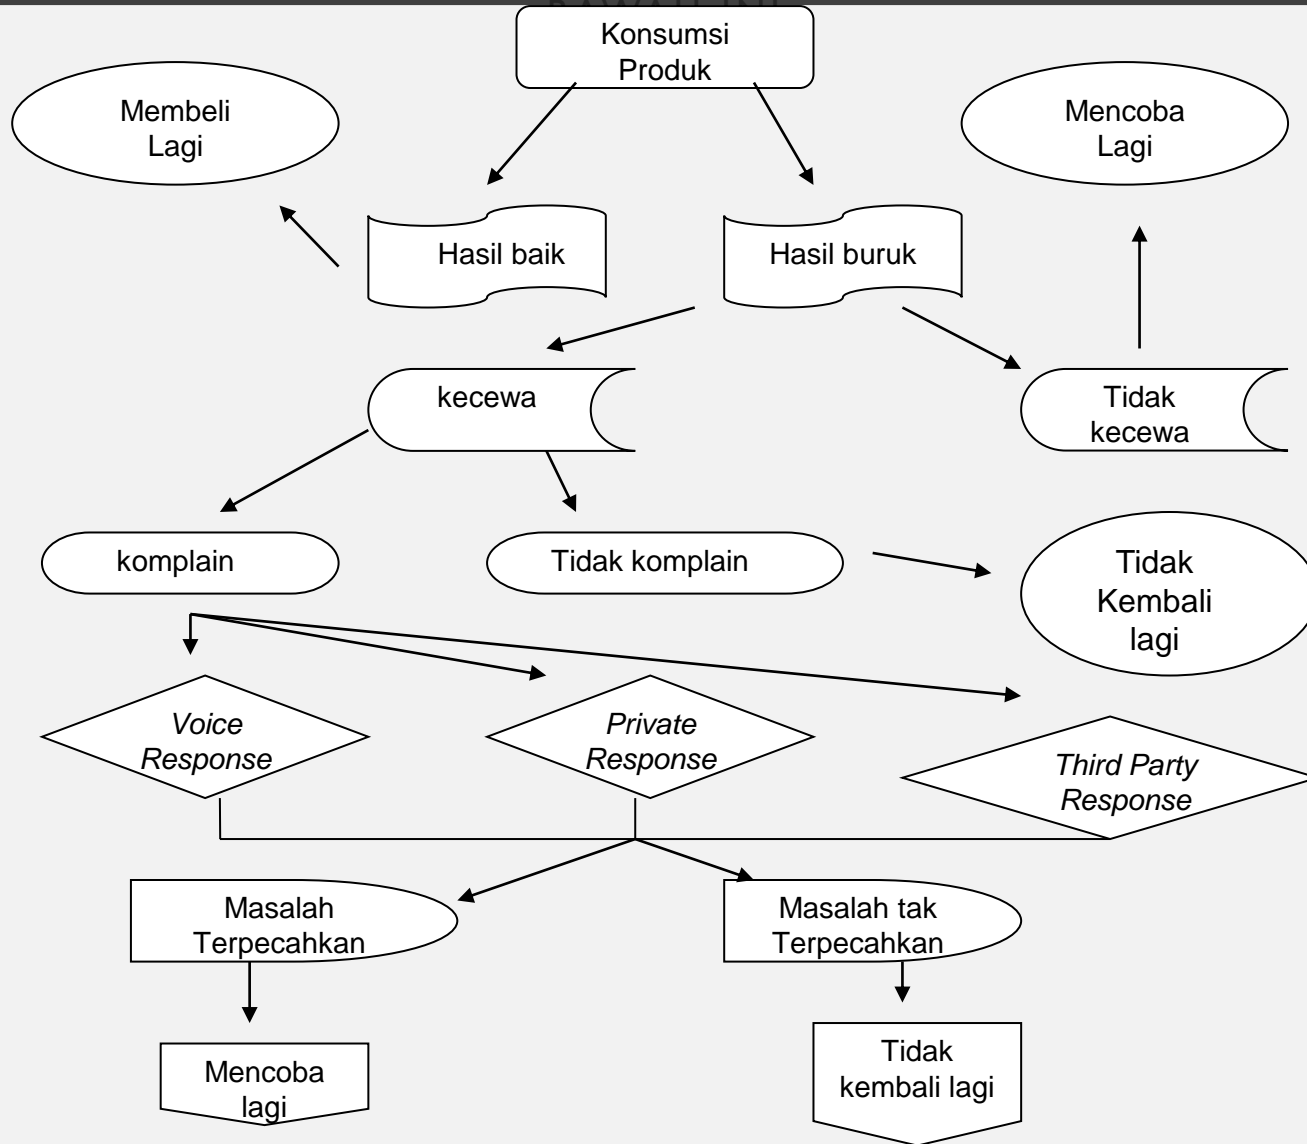 Konsumsi
Produk
Membeli
Lagi
Mencoba
Lagi
Hasil baik
Hasil buruk
kecewa
Tidak
kecewa
komplain
Tidak komplain
Tidak
Kembali
lagi
Voice
Response
Private
Response
Third Party
Response
Masalah
Terpecahkan
Masalah tak
Terpecahkan
Mencoba
lagi
Tidak
kembali lagi